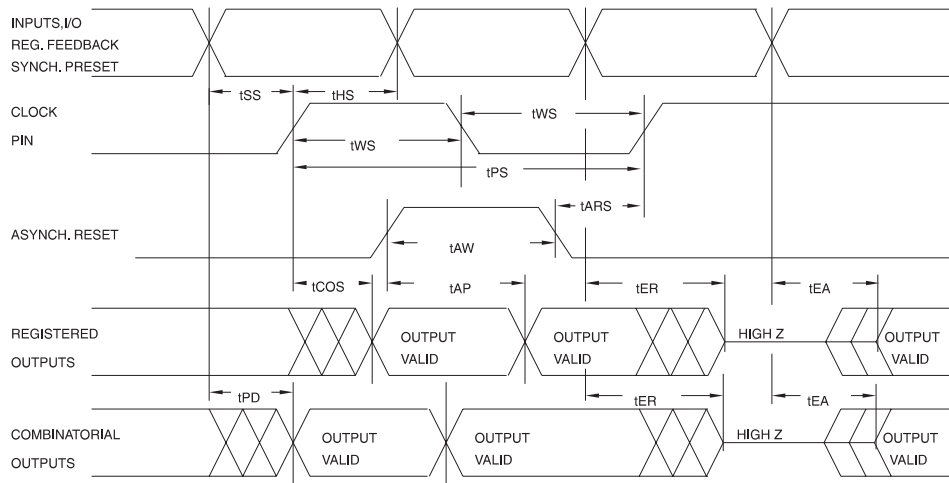 INPUTS,I/O
REG. FEEDBACK
SYNCH. PRESET
tSS
tHS
CLOCK
PIN
tWS
tWS
tPS
tARS
ASYNCH. RESET
tAW
tCOS
tAP
tER
tEA
REGISTERED
OUTPUTS
OUTPUT
VALID
OUTPUT
VALID
HIGH Z
OUTPUT
VALID
tPD
tER
tEA
COMBINATORIAL
OUTPUTS
OUTPUT
VALID
OUTPUT
VALID
HIGH Z
OUTPUT
VALID